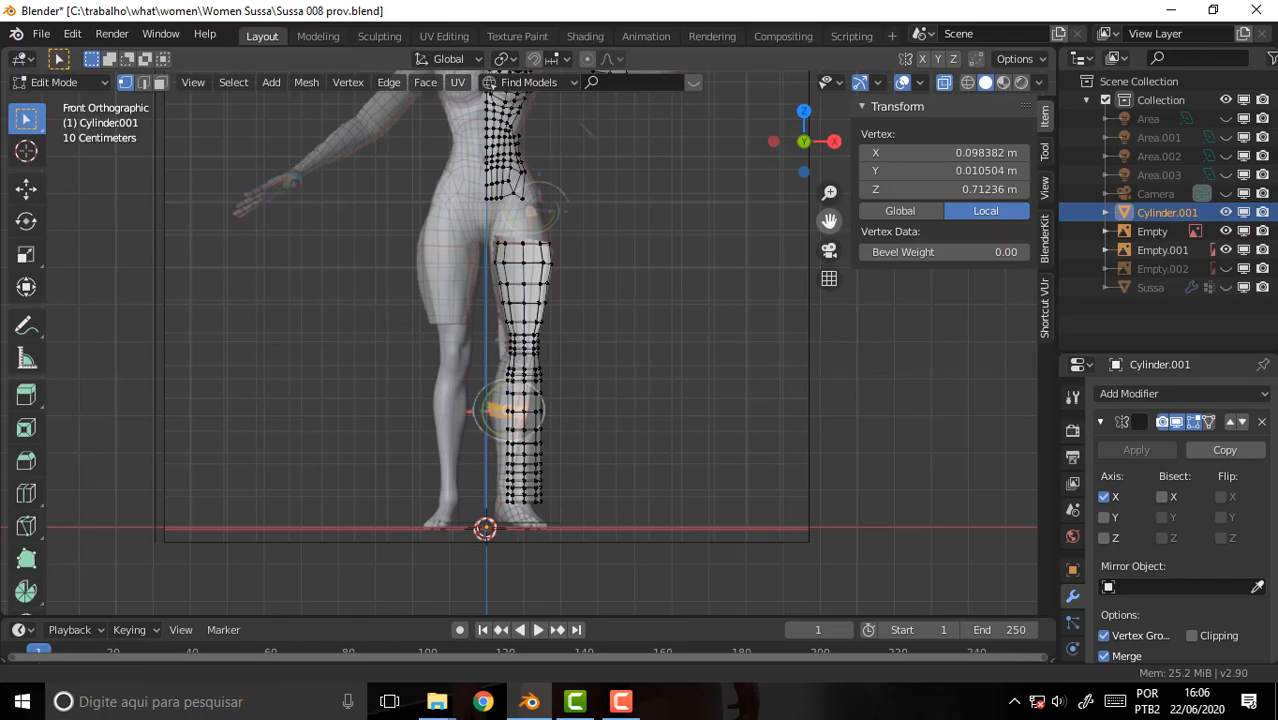 Blender* [C:\trabalho\what\women\Women Sussa\Sussa 008 prov.blend]
File Edit Render Window Help Layout Modeling Sculpting UV Editing Texture Paint Shading Animation Rendering Compositing Scripting Scene View Layer
Global X Y Z Options
Edit Mode View Select Add Mesh Vertex Edge Face UV Find Models
Front Orthographic
(1) Cylinder.001
10 Centimeters
Z
Y
X
Transform
Vertex:
X 0.098382 m
Y 0.010504 m
Z 0.71236 m
Global Local
Vertex Data:
Bevel Weight 0.00
Item
Tool
View
BlenderKit
Shortcut VUr
Scene Collection
Collection
Area
Area.001
Area.002
Area.003
Camera
Cylinder.001
Empty
Empty.001
Empty.002
Sussa
Cylinder.001
Add Modifier
Apply Copy
Axis: Bisect: Flip:
X X X
Y Y Y
Z Z Z
Mirror Object:
Options:
Vertex Gro... Clipping
Merge
Playback Keying View Marker 1 Start 1 End 250
1 20 120 140 160 180 200 220 240
Mem: 25.2 MiB | v2.90
Digite aqui para pesquisar
POR
PTB2
16:06
22/06/2020